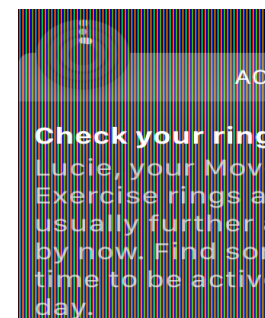 AC
Check your ring
Lucie, your Mov
Exercise rings a
usually further
by now. Find so
time to be activ
day.